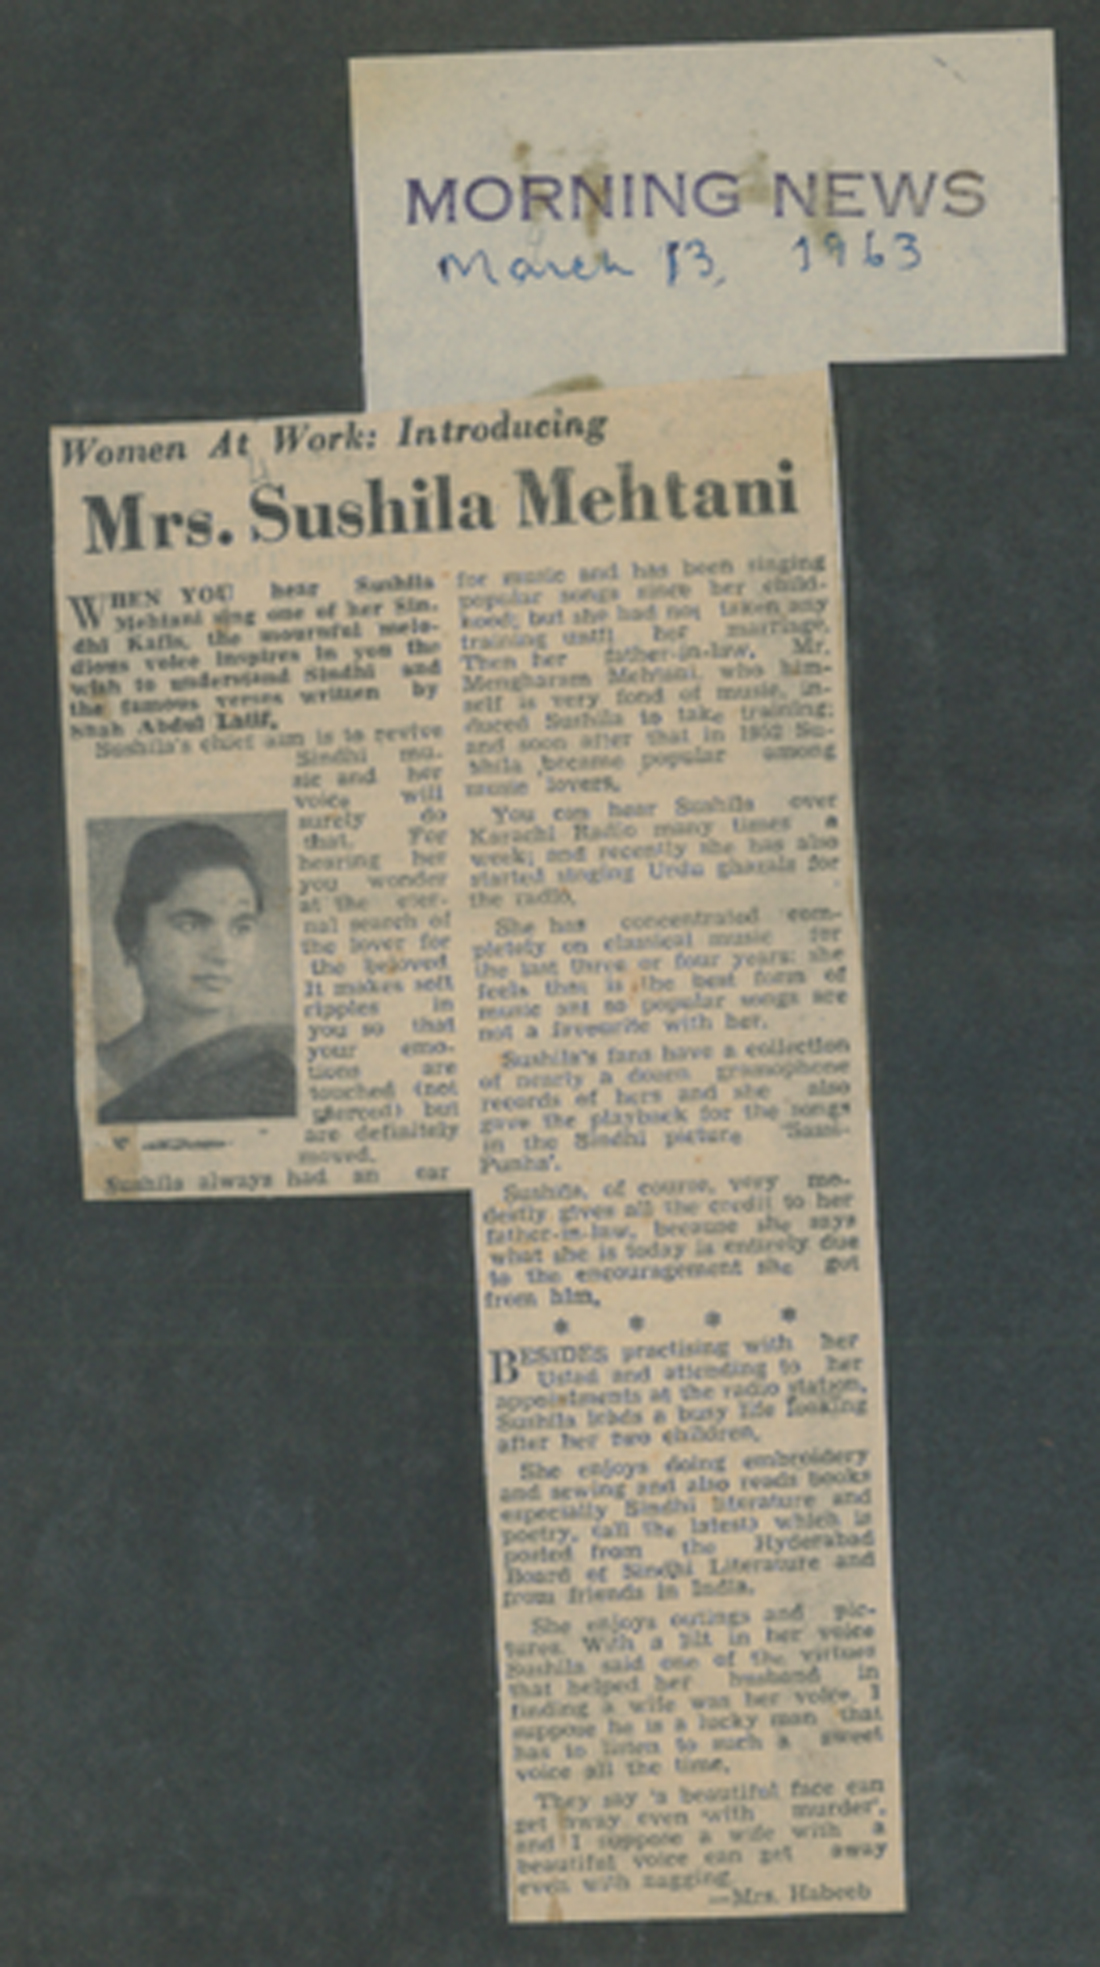 MORNING NEWS
March 13, 1963
Women At Work: Introducing
Mrs. Sushila Mehtani
WHEN YOU hear Sushila
Mehtani sing one of her Sin-
dhi Kafis, the mournful melo-
dious voice inspires in you the
wish to understand Sindhi and
the famous verses written by
Shah Abdul Latif.
Sushila's chief aim is to revive
Sindhi mu-
sic and her
voice will
surely do
that. For
hearing her
you wonder
at the eter-
nal search of
the lover for
the beloved
It makes soft
ripples in
you so that
your emo-
tions are
touched (not
pierced) but
are definitely
moved.
Sushila always had an ear
for music and has been singing
popular songs since her child-
hood; but she had not taken any
training until her marriage.
Then her father-in-law, Mr.
Mengharam Mehtani, who him-
self is very fond of music, in-
duced Sushila to take training;
and soon after that in 1952 Su-
shila became popular among
music lovers.
You can hear Sushila over
Karachi Radio many times a
week; and recently she has also
started singing Urdu ghazals for
the radio.
She has concentrated com-
pletely on classical music for
the last three or four years; she
feels that is the best form of
music and so popular songs are
not a favourite with her.
Sushila's fans have a collection
of nearly a dozen gramophone
records of hers and she also
gave the playback for the songs
in the Sindhi picture 'Sassi-
Punha'.
Sushila, of course, very mo-
destly gives all the credit to her
father-in-law, because she says
what she is today is entirely due
to the encouragement she got
from him.
* * * *
BESIDES practising with her
Ustad and attending to her
appointments at the radio station,
Sushila leads a busy life looking
after her two children.
She enjoys doing embroidery
and sewing and also reads books
especially Sindhi literature and
poetry, (all the latest) which is
posted from the Hyderabad
Board of Sindhi Literature and
from friends in India.
She enjoys outings and pic-
tures. With a lilt in her voice
Sushila said one of the virtues
that helped her husband in
finding a wife was her voice. I
suppose he is a lucky man that
has to listen to such a sweet
voice all the time.
They say 'a beautiful face can
get away even with murder',
and I suppose a wife with a
beautiful voice can get away
even with nagging.
—Mrs. Habeeb